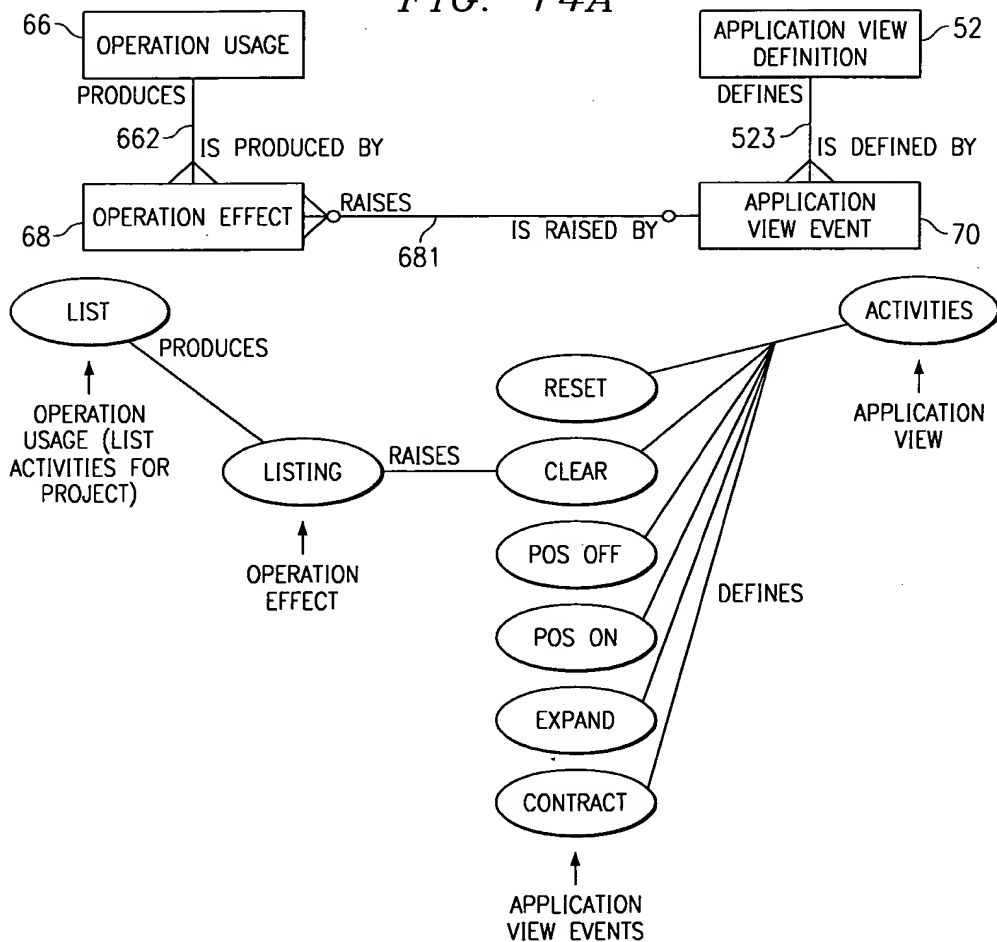 FIG. 74A
66
OPERATION USAGE
APPLICATION VIEW
DEFINITION
52
PRODUCES
662
IS PRODUCED BY
DEFINES
523
IS DEFINED BY
68
OPERATION EFFECT
RAISES
681
IS RAISED BY
APPLICATION
VIEW EVENT
70
LIST
PRODUCES
OPERATION
USAGE (LIST
ACTIVITIES FOR
PROJECT)
LISTING
RAISES
OPERATION
EFFECT
RESET
CLEAR
POS OFF
POS ON
EXPAND
CONTRACT
APPLICATION
VIEW EVENTS
DEFINES
ACTIVITIES
APPLICATION
VIEW